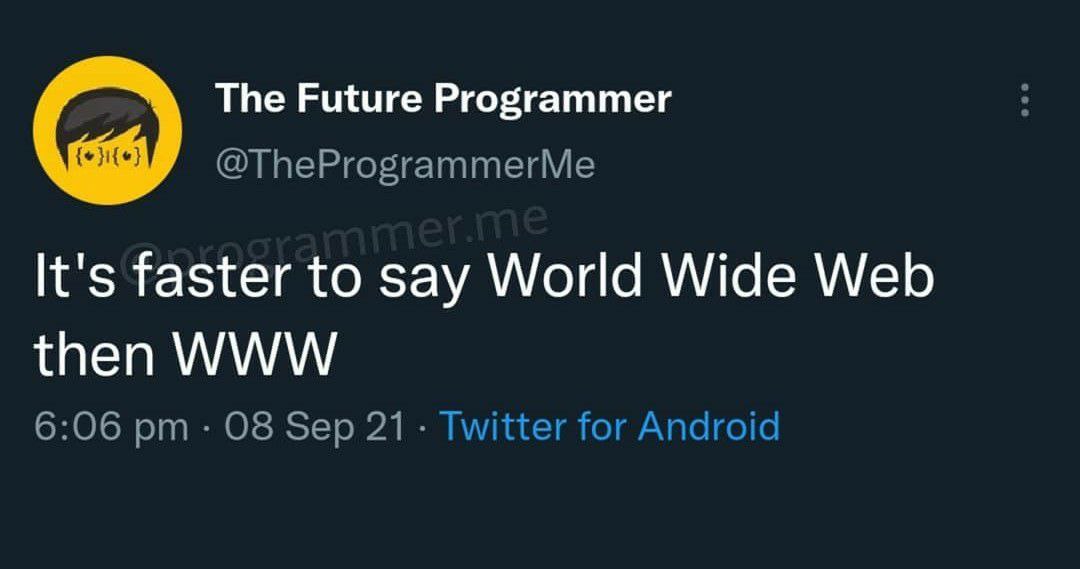 The Future Programmer
@TheProgrammerMe
@programmer.me
It's faster to say World Wide Web
then WWW
6:06 pm · 08 Sep 21 · Twitter for Android